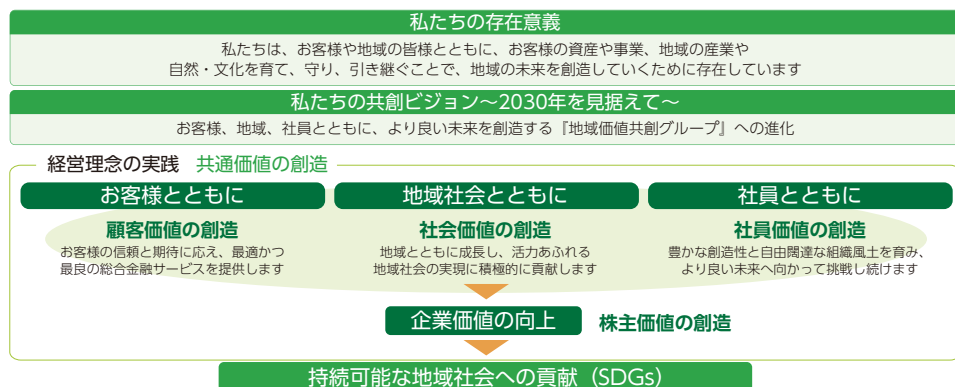 私たちの存在意義
私たちは、お客様や地域の皆様とともに、お客様の資産や事業、地域の産業や
自然・文化を育て、守り、引き継ぐことで、地域の未来を創造していくために存在しています
私たちの共創ビジョン〜2030年を見据えて〜
お客様、地域、社員とともに、より良い未来を創造する『地域価値共創グループ』への進化
経営理念の実践 共通価値の創造
お客様とともに
顧客価値の創造
お客様の信頼と期待に応え、最適かつ
最良の総合金融サービスを提供します
地域社会とともに
社会価値の創造
地域とともに成長し、活力あふれる
地域社会の実現に積極的に貢献します
社員とともに
社員価値の創造
豊かな創造性と自由闊達な組織風土を育み、
より良い未来へ向かって挑戦し続けます
企業価値の向上 株主価値の創造
持続可能な地域社会への貢献（SDGs）